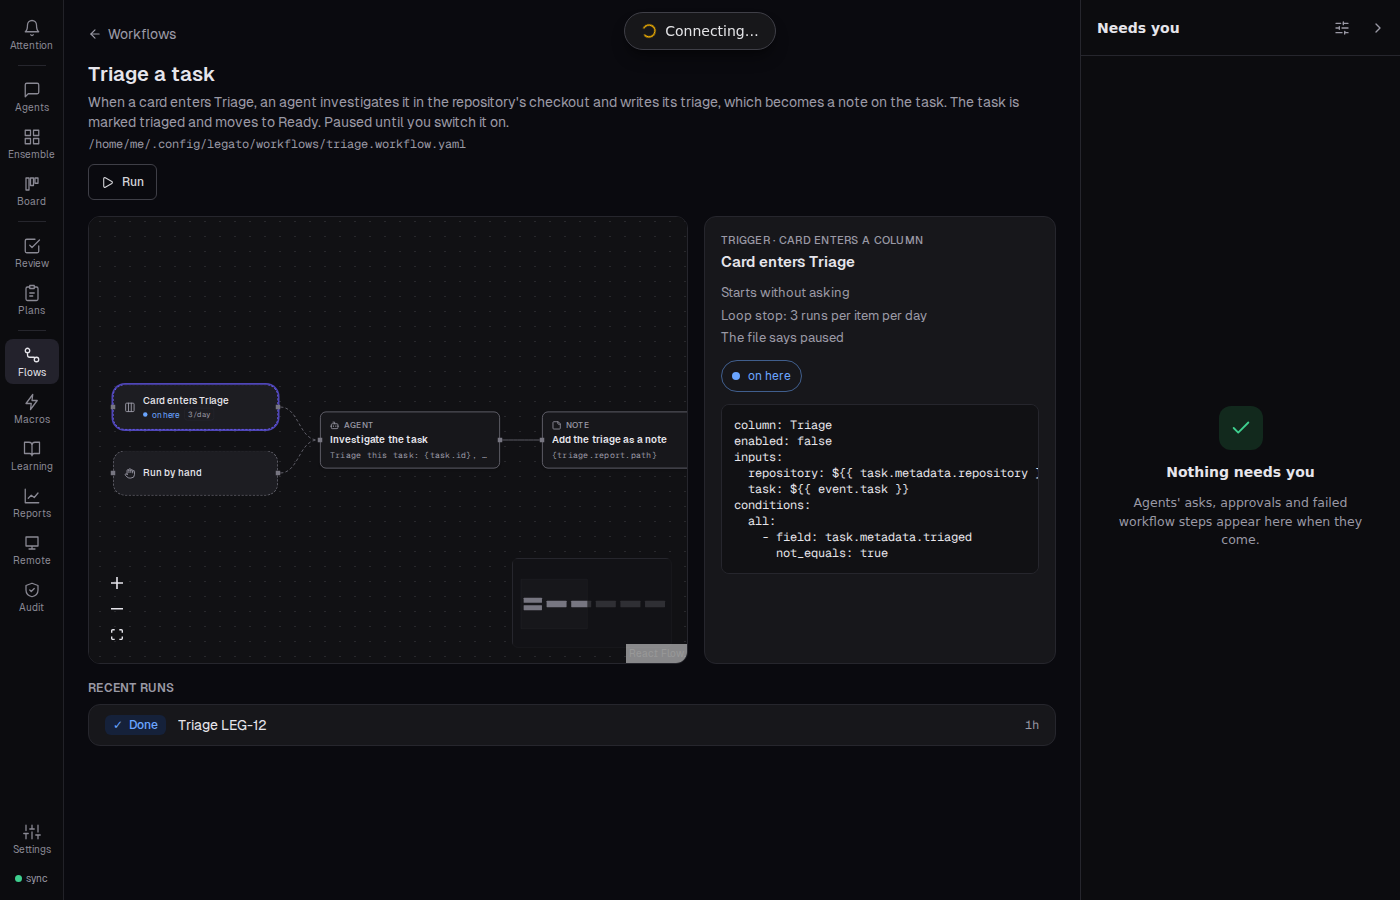 Attention
Agents
Ensemble
Board
Review
Plans
Flows
Macros
Learning
Reports
Remote
Audit
Settings
sync
Workflows
Connecting…
Triage a task
When a card enters Triage, an agent investigates it in the repository's checkout and writes its triage, which becomes a note on the task. The task is
marked triaged and moves to Ready. Paused until you switch it on.
/home/me/.config/legato/workflows/triage.workflow.yaml
Run
Card enters Triage
on here 3/day
Run by hand
AGENT
Investigate the task
Triage this task: {task.id}, …
NOTE
Add the triage as a note
{triage.report.path}
React Flow
TRIGGER · CARD ENTERS A COLUMN
Card enters Triage
Starts without asking
Loop stop: 3 runs per item per day
The file says paused
on here
column: Triage
enabled: false
inputs:
repository: ${{ task.metadata.repository
task: ${{ event.task }}
conditions:
all:
- field: task.metadata.triaged
not_equals: true
RECENT RUNS
✓ Done Triage LEG-12 1h
Needs you
Nothing needs you
Agents' asks, approvals and failed
workflow steps appear here when they
come.